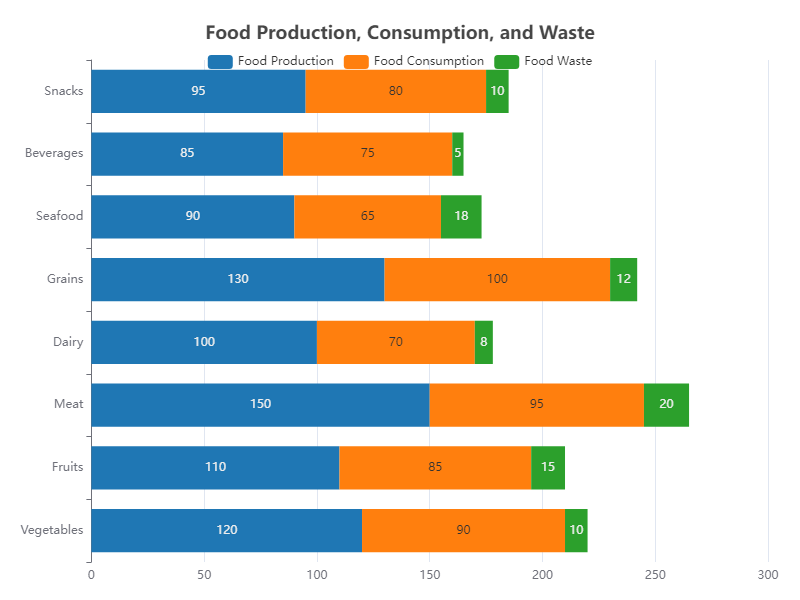 Food Production, Consumption, and Waste
Food Production Food Consumption Food Waste
Snacks 95 80 10
Beverages 85 75 5
Seafood 90 65 18
Grains 130 100 12
Dairy 100 70 8
Meat 150 95 20
Fruits 110 85 15
Vegetables 120 90 10
0 50 100 150 200 250 300